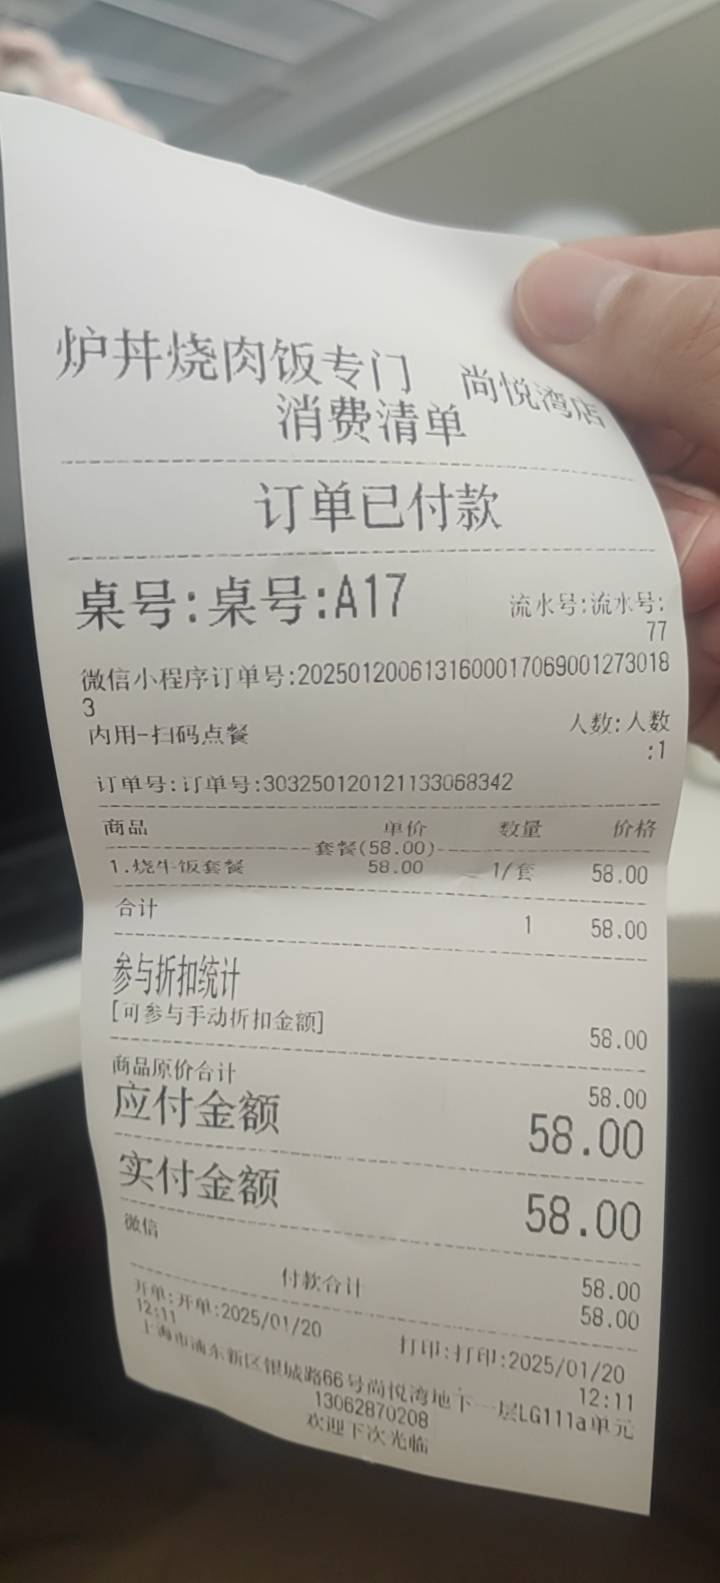 炉丼烧肉饭专门 尚悦湾店
消费清单
订单已付款
桌号:桌号:A17
流水号:流水号:
77
微信小程序订单号:2025012006131600017069001273018
3
内用-扫码点餐
人数:人数
:1
订单号:订单号:303250120121133068342
商品 单价 数量 价格
套餐(58.00)
1.烧牛饭套餐 58.00 1/套 58.00
合计 1 58.00
参与折扣统计
[可参与手动折扣金额] 58.00
商品原价合计 58.00
应付金额 58.00
实付金额 58.00
微信 58.00
付款合计 58.00
开单:开单:2025/01/20
12:11
打印:打印:2025/01/20
12:11
上海市浦东新区银城路66号尚悦湾地下一层LG111a单元
13062870208
欢迎下次光临